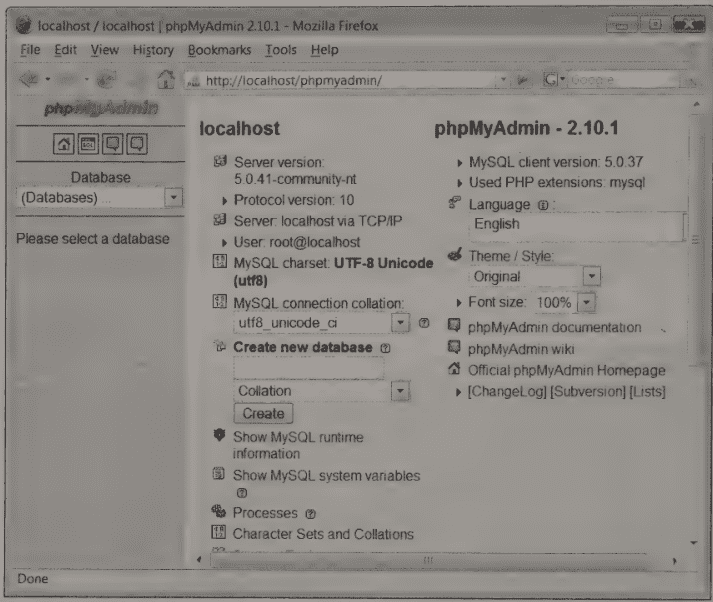 localhost / localhost | phpMyAdmin 2.10.1 - Mozilla Firefox
File Edit View History Bookmarks Tools Help
http://localhost/phpmyadmin/
G Google
phpMyAdmin
Database
(Databases) ...
Please select a database
localhost
Server version:
5.0.41-community-nt
Protocol version: 10
Server: localhost via TCP/IP
User: root@localhost
MySQL charset: UTF-8 Unicode
(utf8)
MySQL connection collation:
utf8_unicode_ci
Create new database
Collation
Create
Show MySQL runtime
information
Show MySQL system variables
Processes
Character Sets and Collations
phpMyAdmin - 2.10.1
MySQL client version: 5.0.37
Used PHP extensions: mysql
Language :
English
Theme / Style:
Original
Font size: 100%
phpMyAdmin documentation
phpMyAdmin wiki
Official phpMyAdmin Homepage
[ChangeLog] [Subversion] [Lists]
Done